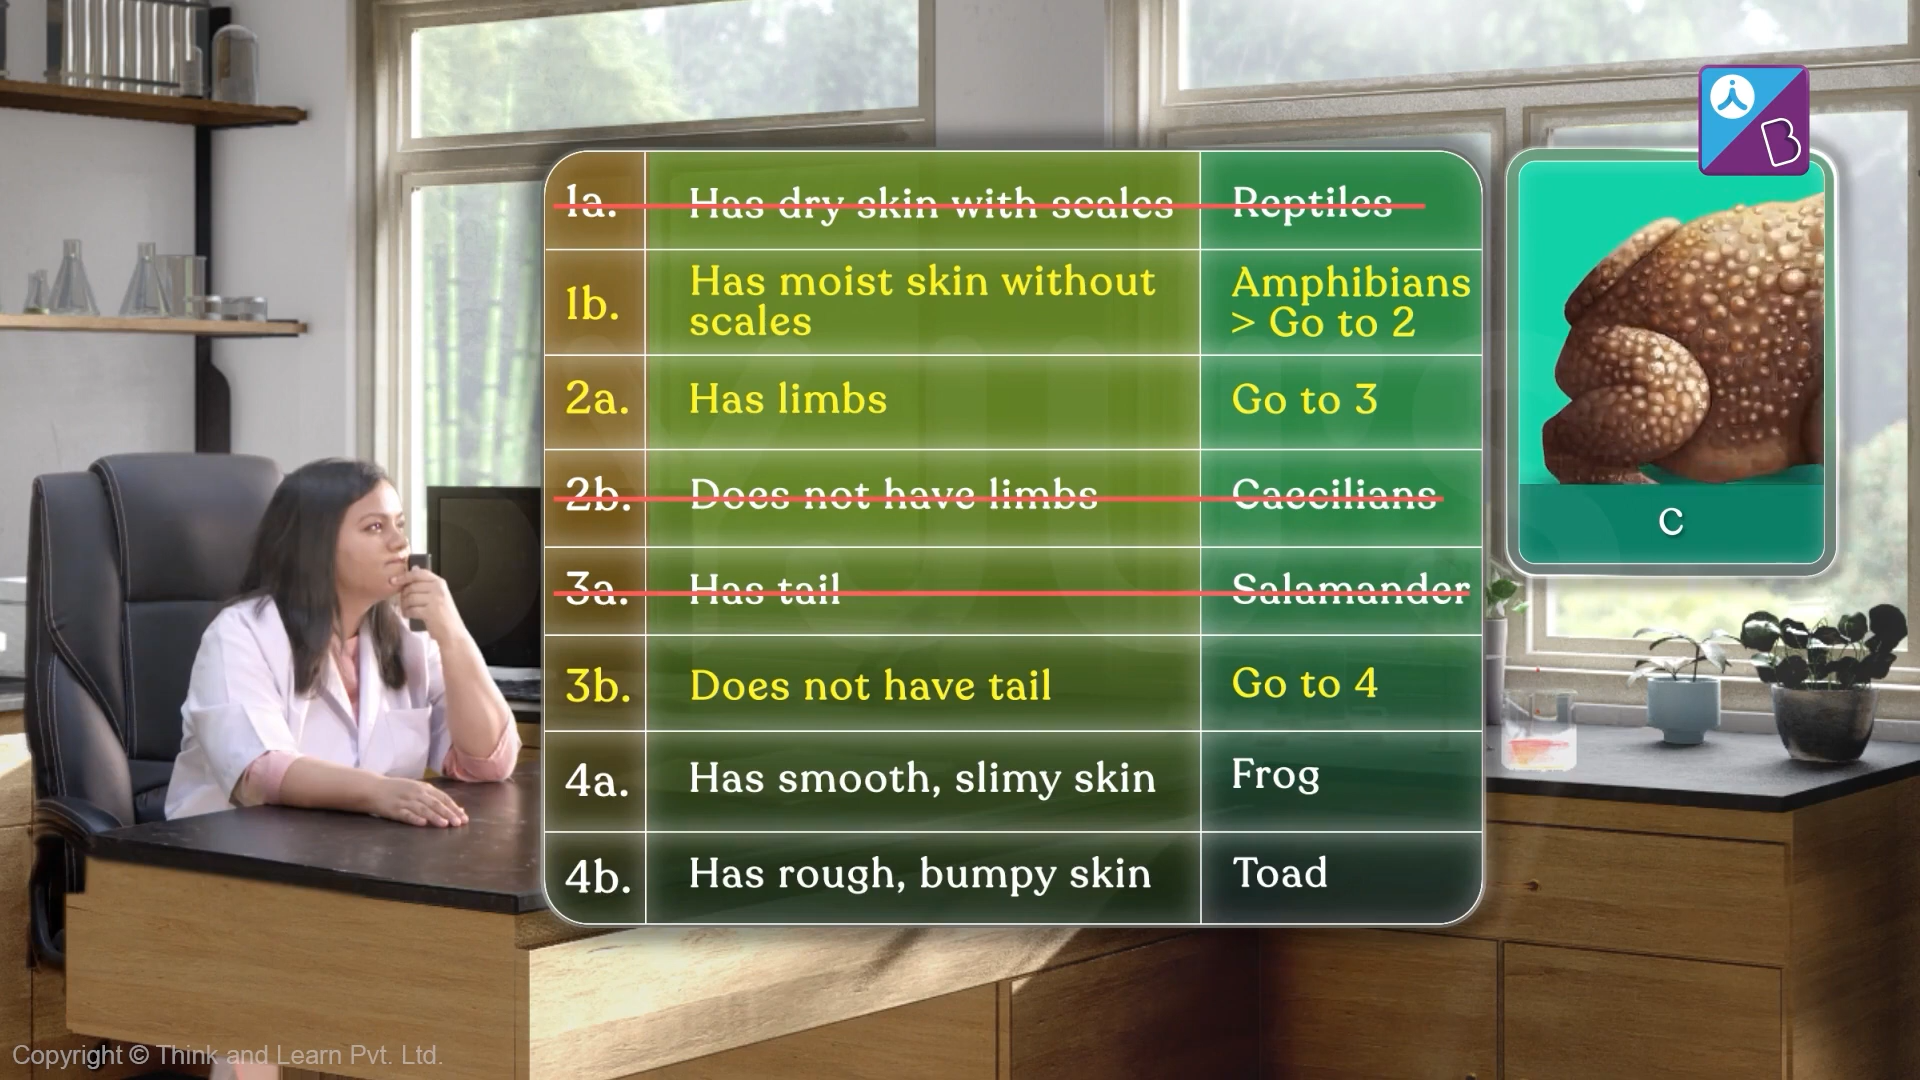 1a. Has dry skin with scales Reptiles
1b. Has moist skin without scales Amphibians > Go to 2
2a. Has limbs Go to 3
2b. Does not have limbs Caecilians
3a. Has tail Salamander
3b. Does not have tail Go to 4
4a. Has smooth, slimy skin Frog
4b. Has rough, bumpy skin Toad
C
B
Copyright © Think and Learn Pvt. Ltd.